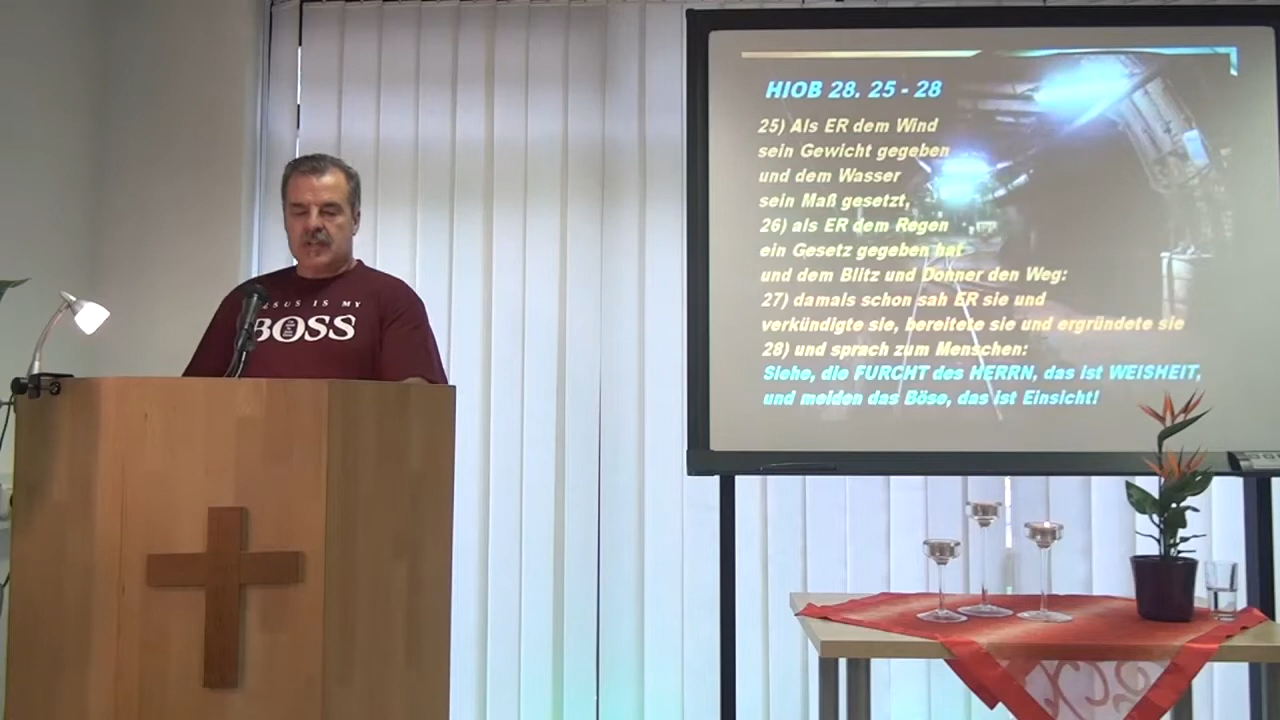 HIOB 28. 25 - 28
25) Als ER dem Wind
sein Gewicht gegeben
und dem Wasser
sein Maß gesetzt,
26) als ER dem Regen
ein Gesetz gegeben hat
und dem Blitz und Donner den Weg:
27) damals schon sah ER sie und
verkündigte sie, bereitete sie und ergründete sie
28) und sprach zum Menschen:
Siehe, die FURCHT des HERRN, das ist WEISHEIT,
und meiden das Böse, das ist Einsicht!
JESUS IS MY
BOSS